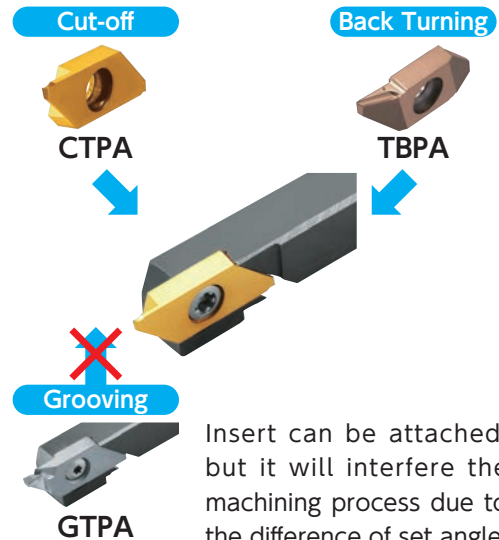 Cut-off
Back Turning
CTPA
TBPA
Grooving
GTPA
Insert can be attached
but it will interfere the
machining process due to
the difference of set angle